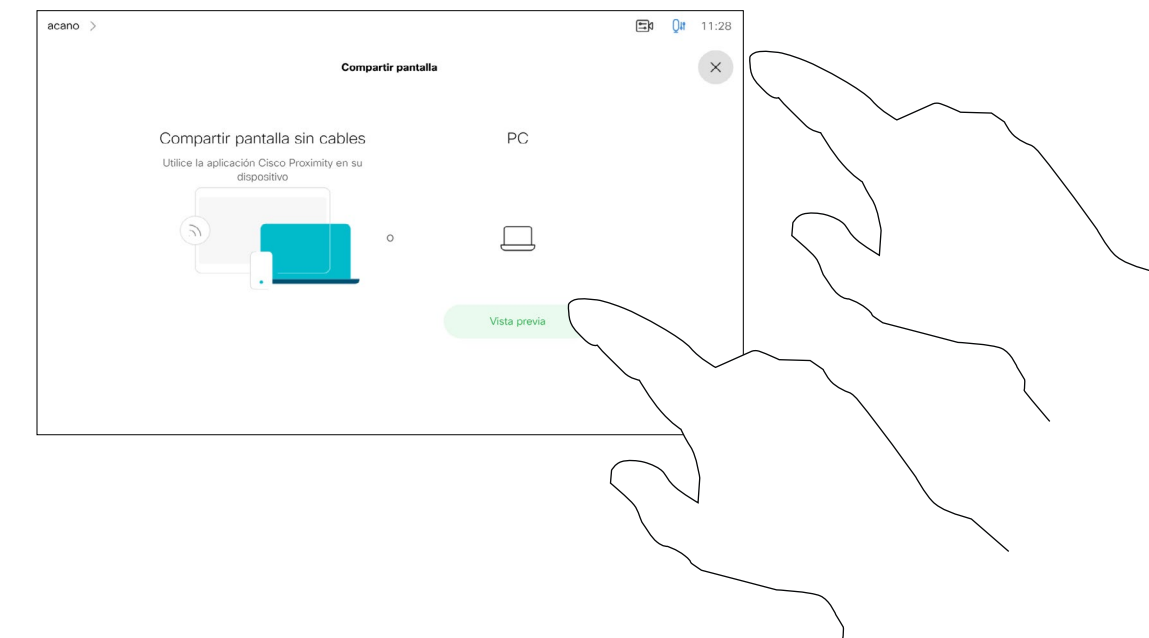 acano >
11:28
Compartir pantalla
Compartir pantalla sin cables
Utilice la aplicación Cisco Proximity en su
dispositivo
o
PC
Vista previa